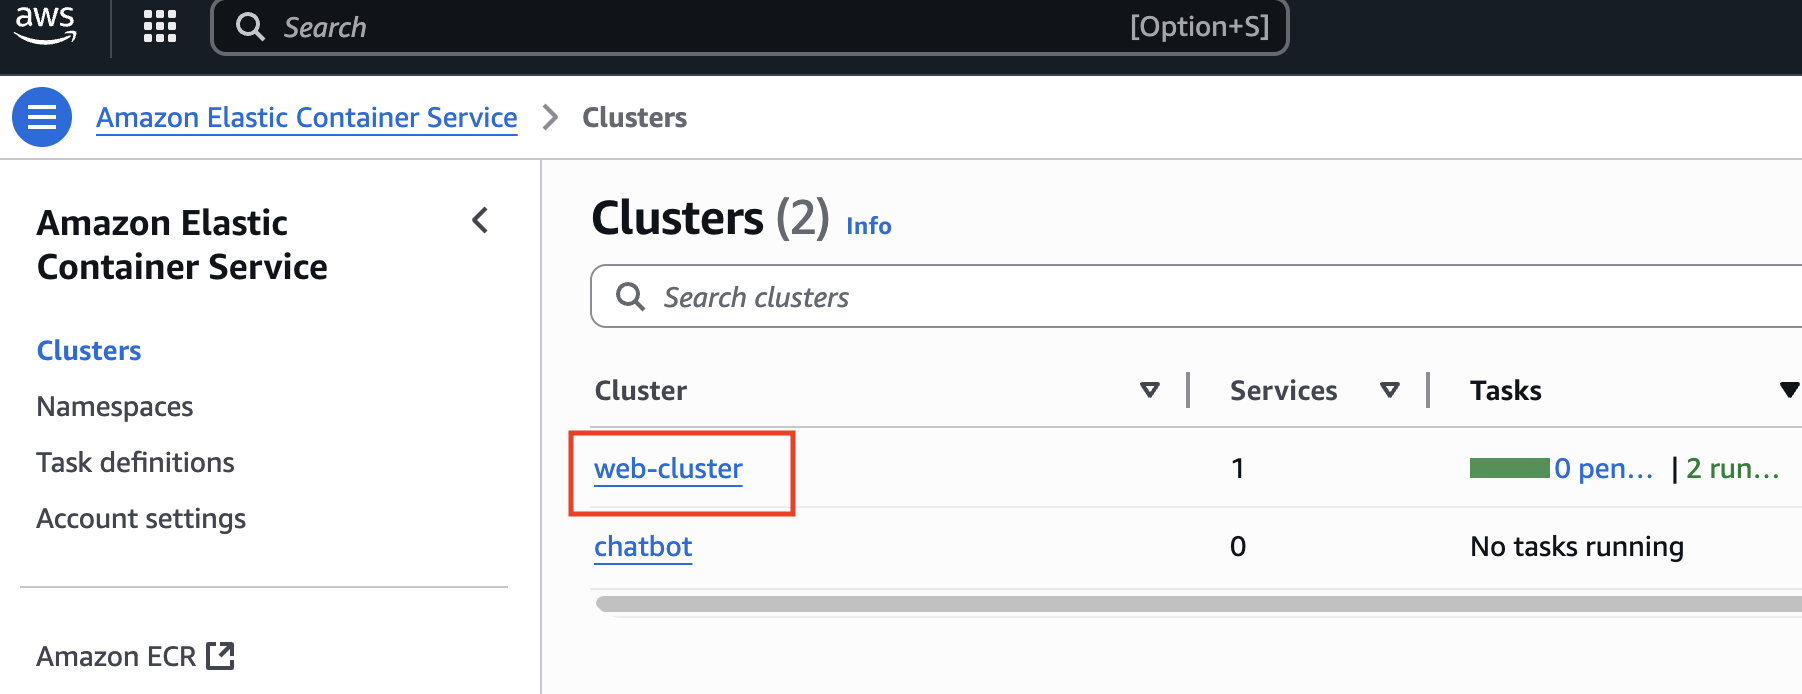 aws
Search [Option+S]
Amazon Elastic Container Service > Clusters
Amazon Elastic
Container Service
Clusters
Namespaces
Task definitions
Account settings
Amazon ECR
Clusters (2) Info
Search clusters
Cluster Services Tasks
web-cluster 1 0 pen... | 2 run...
chatbot 0 No tasks running